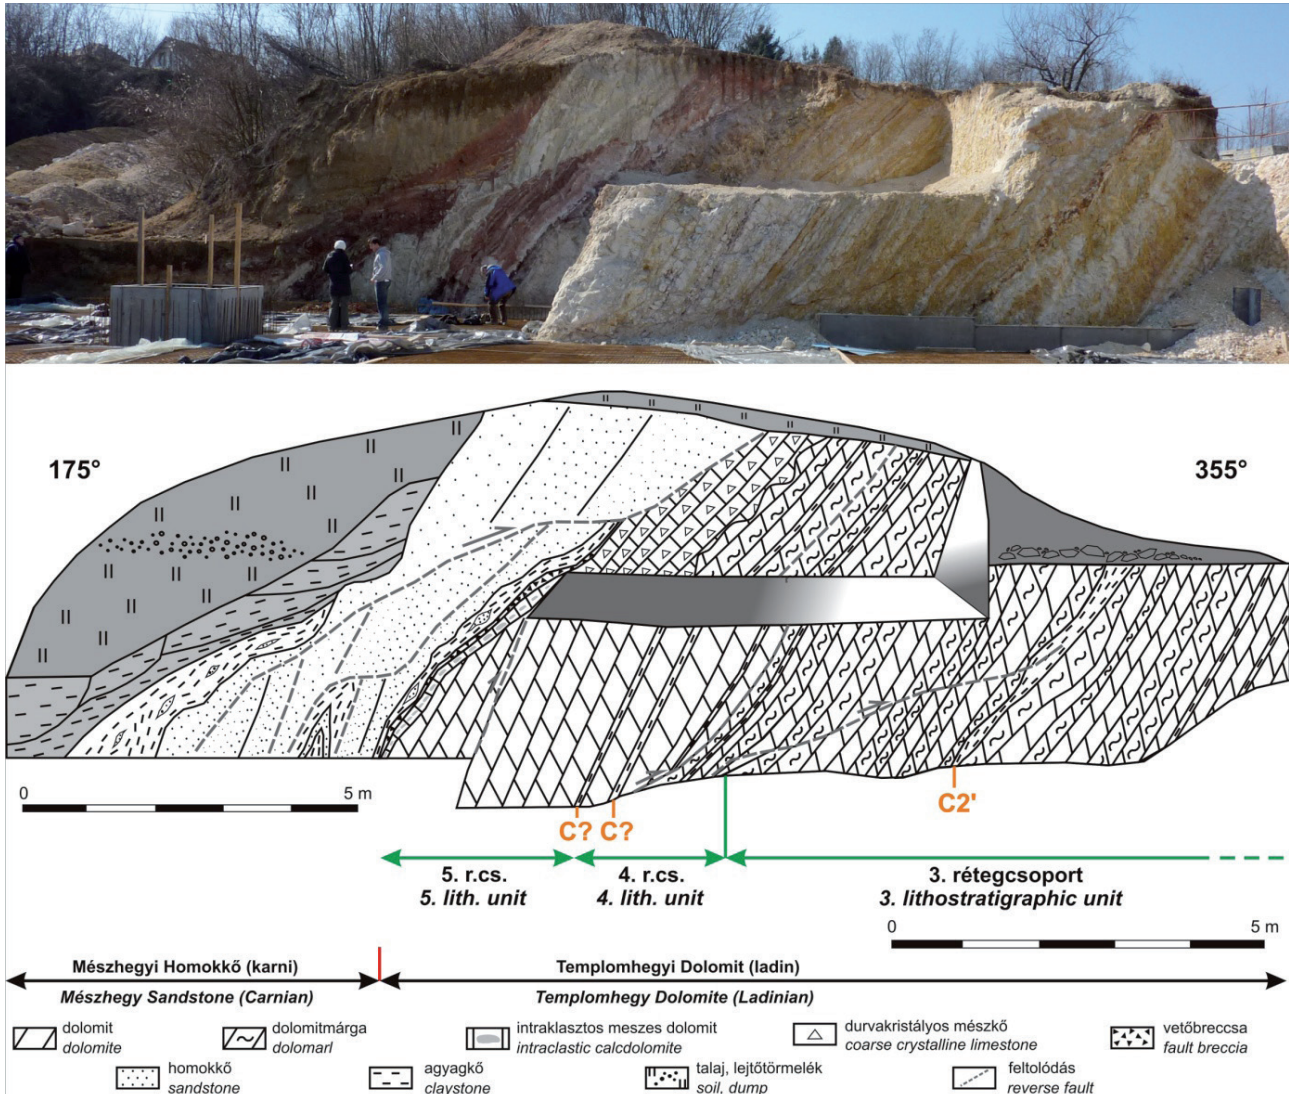 175°
355°
0
5 m
C?
C?
C2'
5. r.cs.
5. lith. unit
4. r.cs.
4. lith. unit
3. rétegcsoport
3. lithostratigraphic unit
0
5 m
Mészhegyi Homokkő (karni)
Mészhegy Sandstone (Carnian)
Templomhegyi Dolomit (ladin)
Templomhegy Dolomite (Ladinian)
dolomit
dolomite
dolomitmárga
dolomarl
intraklasztos meszes dolomit
intraclastic calcdolomite
durvakristályos mészkő
coarse crystalline limestone
vetőbreccsa
fault breccia
homokkő
sandstone
agyagkő
claystone
talaj, lejtőtörmelék
soil, dump
feltolódás
reverse fault